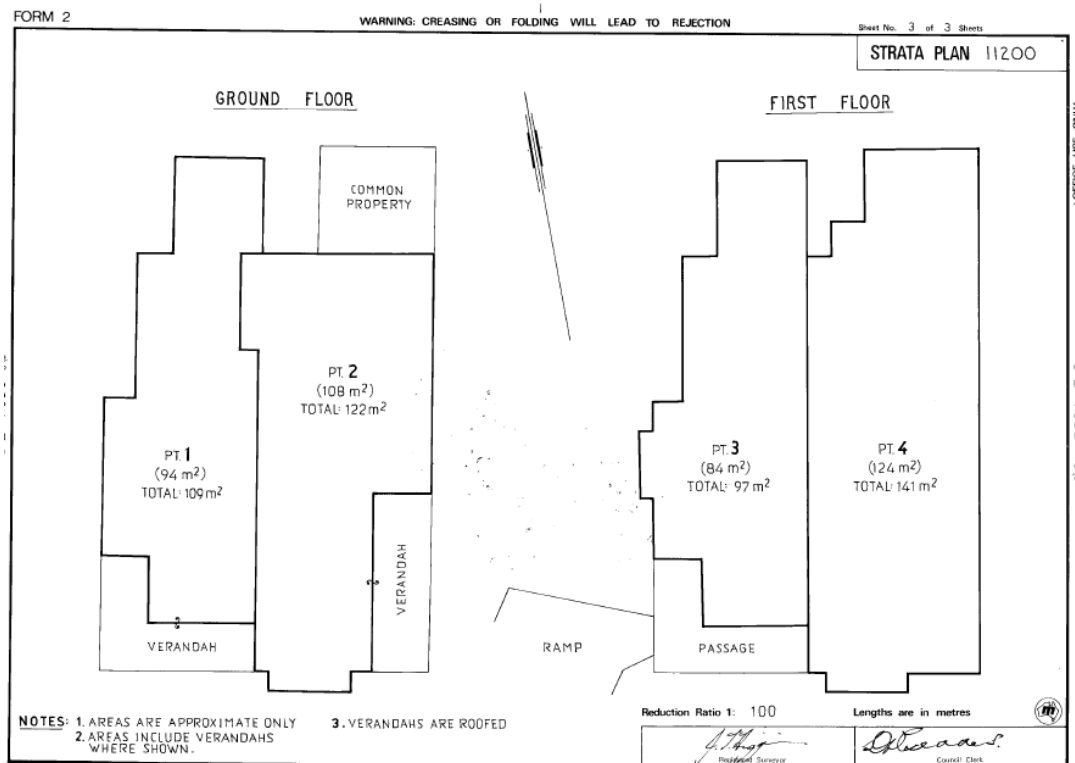 FORM 2
WARNING: CREASING OR FOLDING WILL LEAD TO REJECTION
Sheet No. 3 of 3 Sheets
STRATA PLAN 11200
GROUND FLOOR
FIRST FLOOR
COMMON
PROPERTY
PT. 2
(108 m²)
TOTAL: 122 m²
PT. 1
(94 m²)
TOTAL: 109 m²
PT. 3
(84 m²)
TOTAL: 97 m²
PT. 4
(124 m²)
TOTAL: 141 m²
VERANDAH
VERANDAH
RAMP
PASSAGE
NOTES: 1. AREAS ARE APPROXIMATE ONLY
2. AREAS INCLUDE VERANDAHS
WHERE SHOWN.
3. VERANDAHS ARE ROOFED
Reduction Ratio 1: 100
Lengths are in metres
Registered Surveyor
Council Clerk